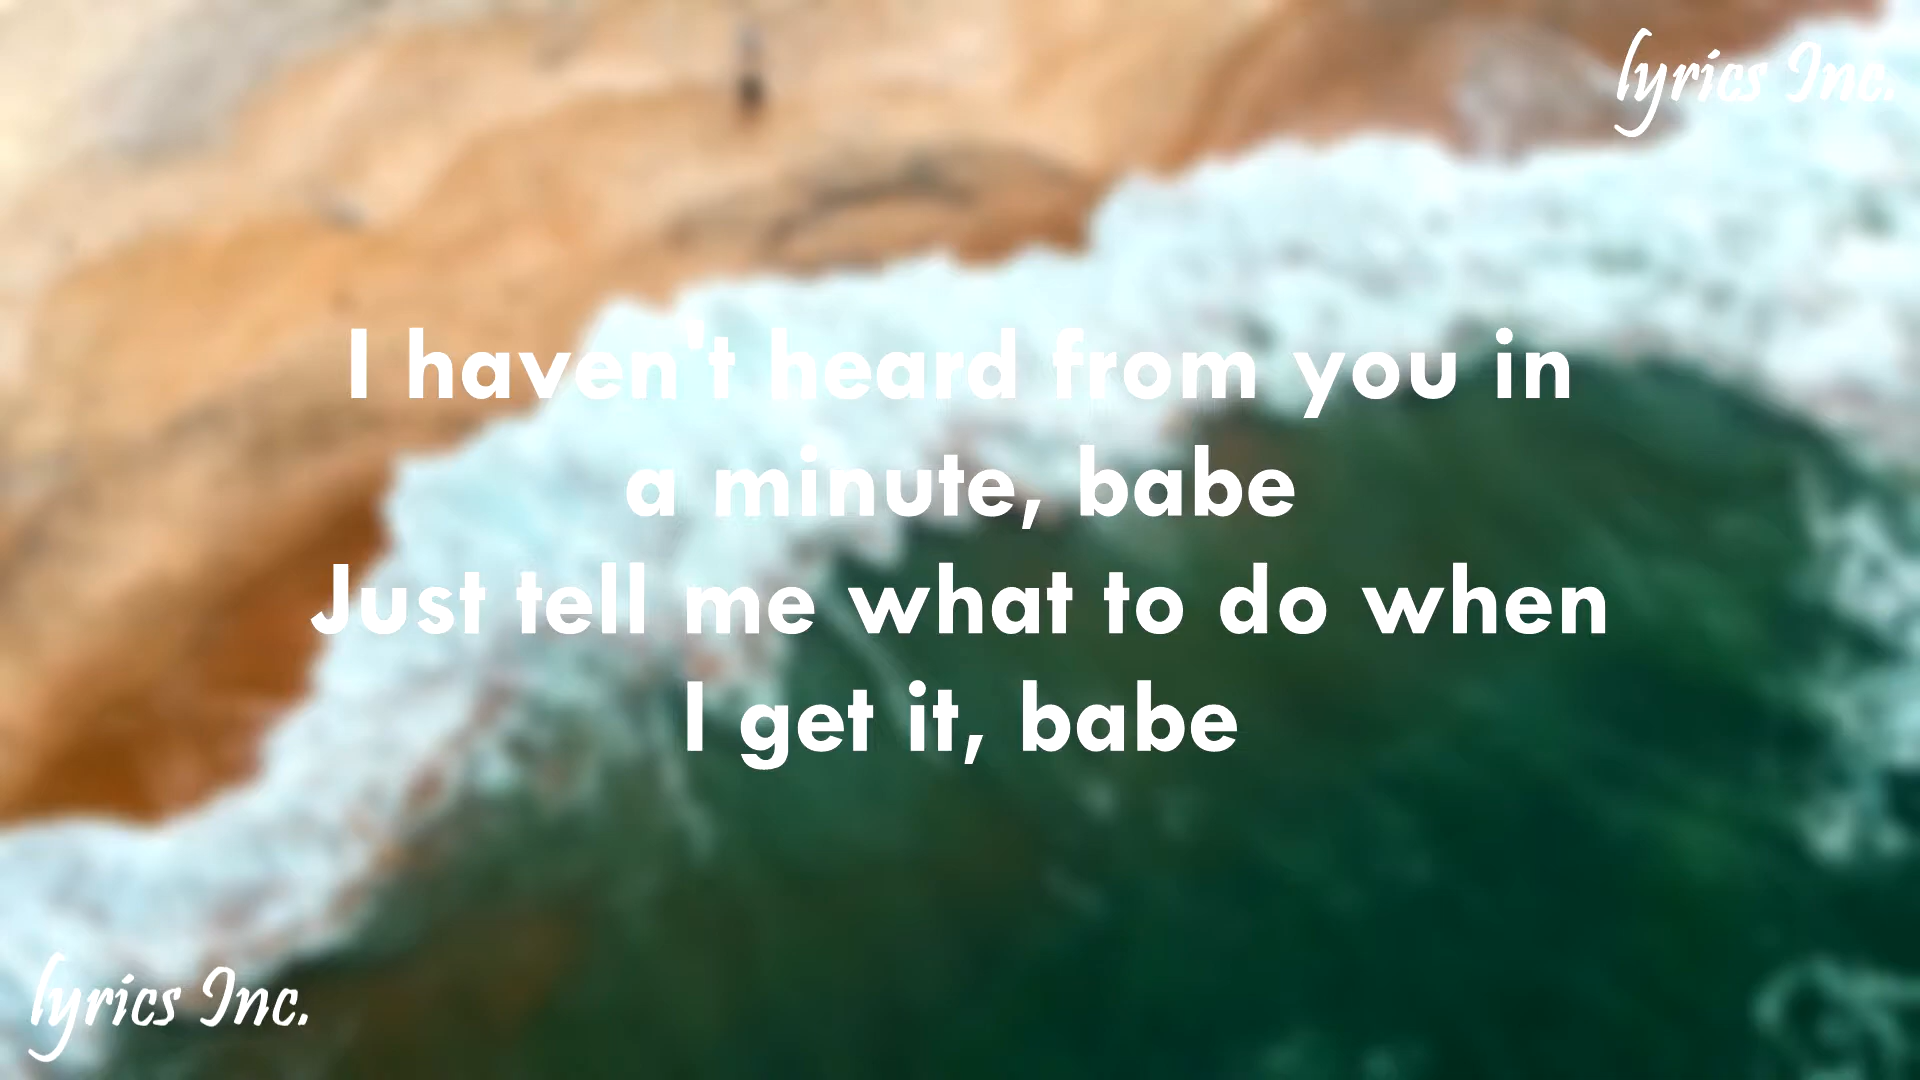 lyrics Inc.
I haven't heard from you in
a minute, babe
Just tell me what to do when
I get it, babe
lyrics Inc.